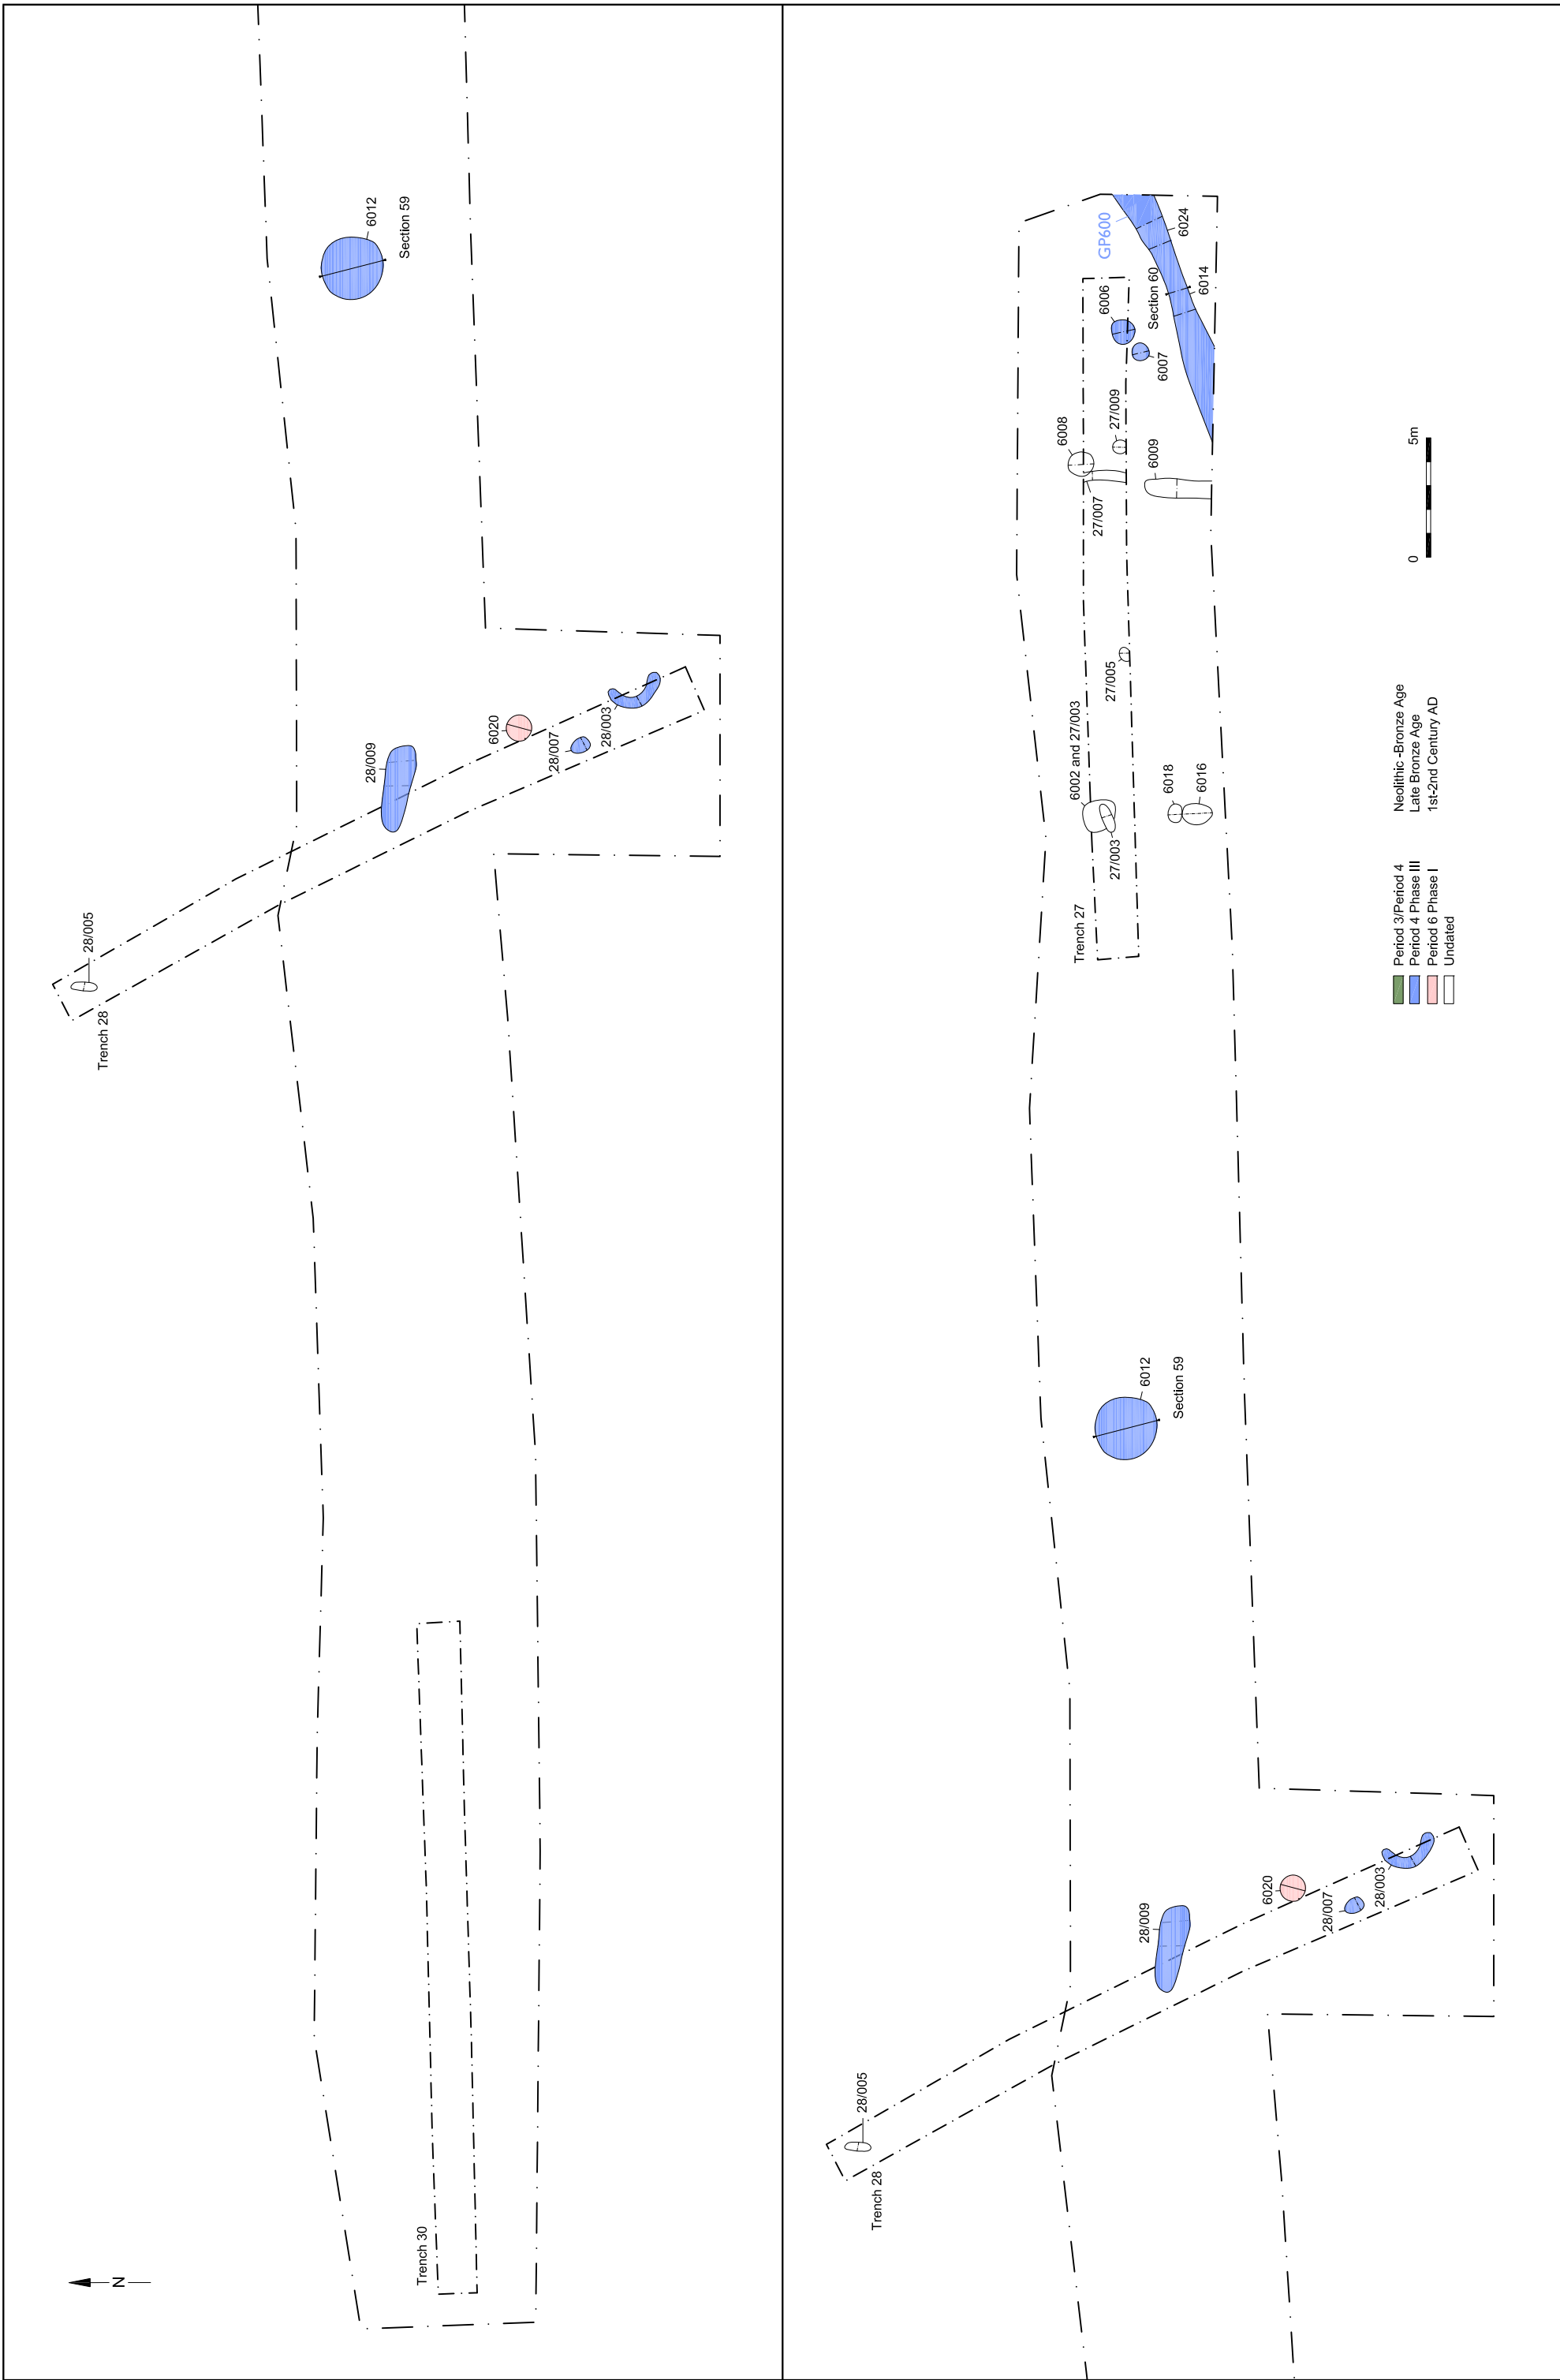 N
Trench 30
Trench 28
28/005
28/009
6020
28/007
28/003
6012
Section 59
Trench 28
28/005
28/009
6020
28/007
28/003
6012
Section 59
Trench 27
6002 and 27/003
27/003
6018
6016
27/005
27/007
6008
27/009
6009
6007
6006
Section 60
6014
6024
GP600
0 5m
Period 3/Period 4 Neolithic -Bronze Age
Period 4 Phase III Late Bronze Age
Period 6 Phase I 1st-2nd Century AD
Undated